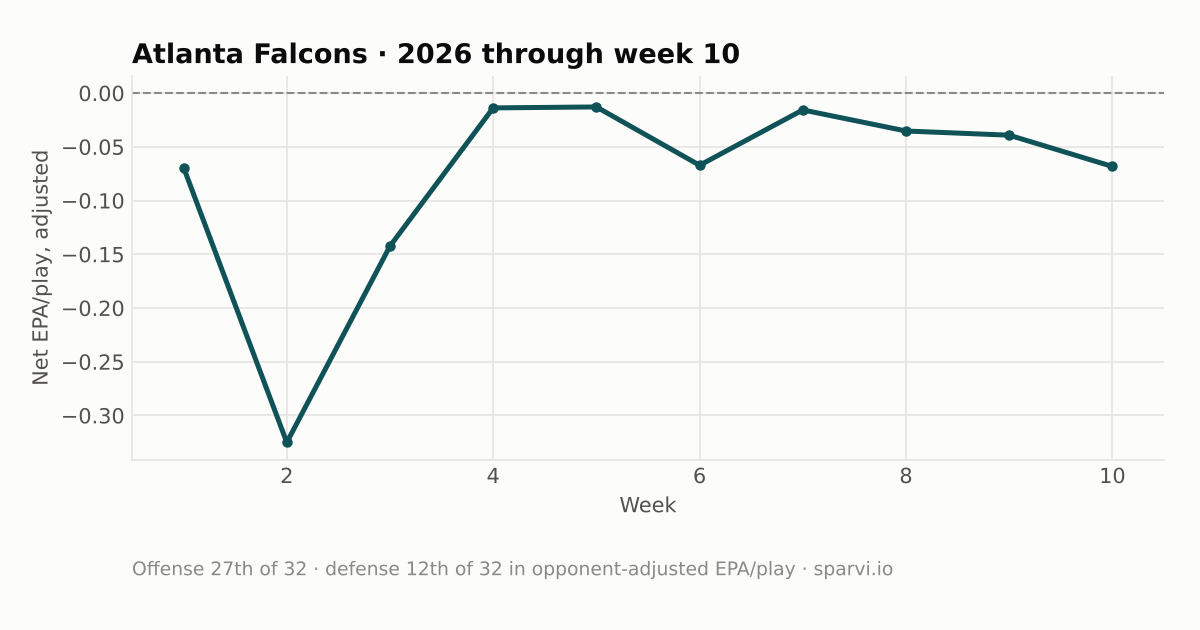 Atlanta Falcons · 2026 through week 10
Net EPA/play, adjusted
0.00
−0.05
−0.10
−0.15
−0.20
−0.25
−0.30
2 4 6 8 10
Week
Offense 27th of 32 · defense 12th of 32 in opponent-adjusted EPA/play · sparvi.io